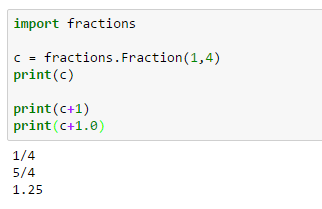 import fractions
c = fractions.Fraction(1,4)
print(c)
print(c+1)
print(c+1.0)
1/4
5/4
1.25